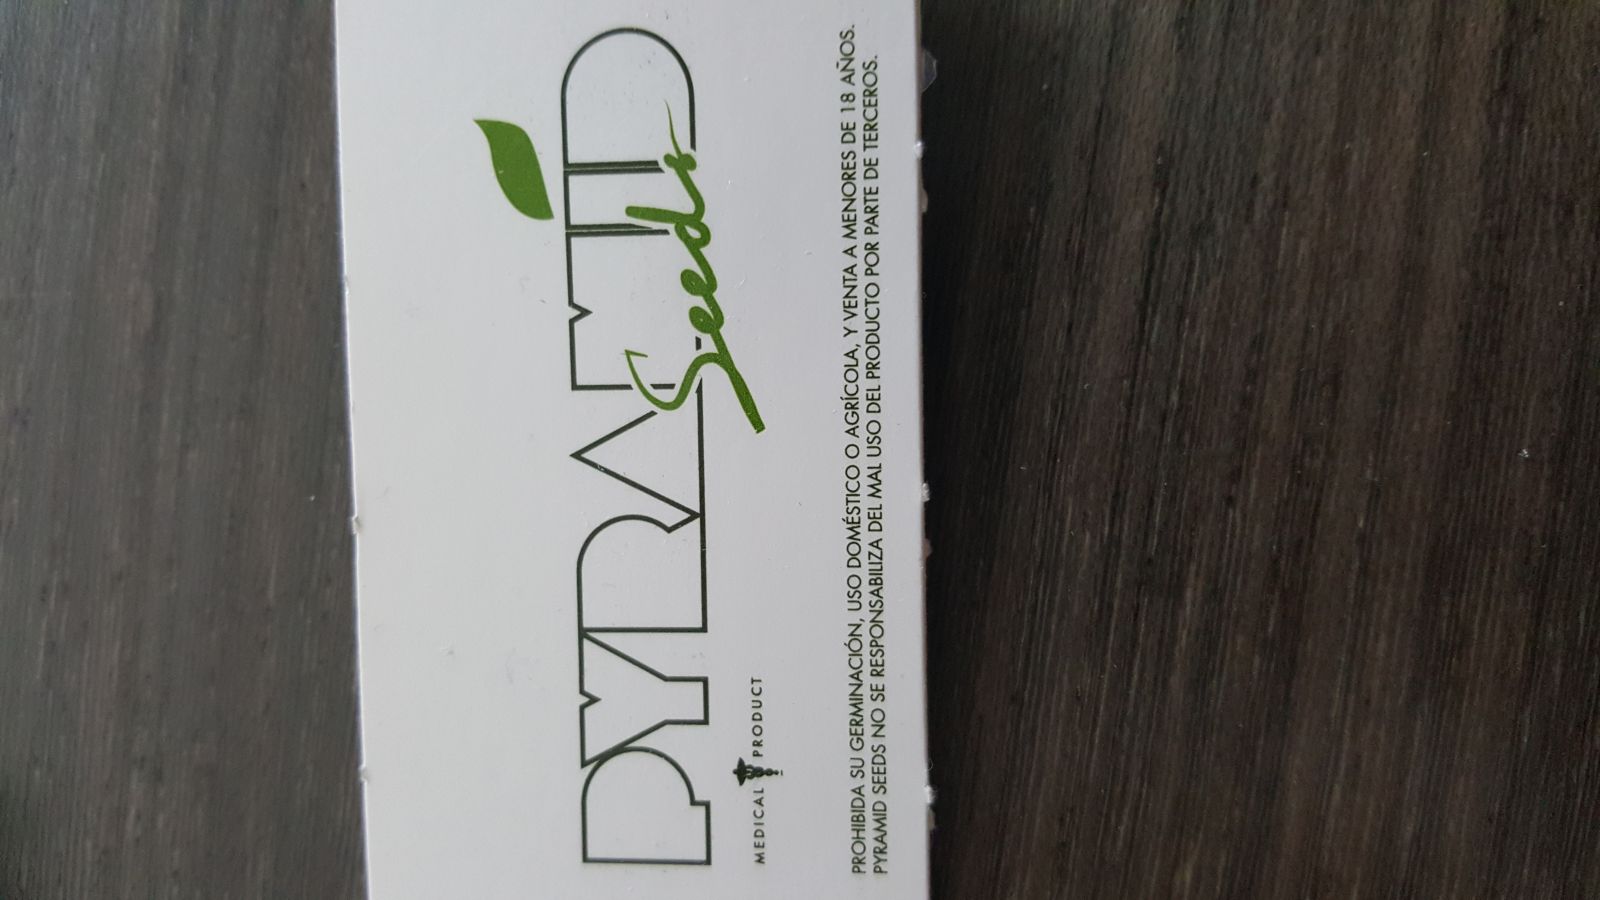 PYRAMID
Seeds
MEDICAL PRODUCT
PROHIBIDA SU GERMINACIÓN, USO DOMÉSTICO O AGRÍCOLA, Y VENTA A MENORES DE 18 AÑOS.
PYRAMID SEEDS NO SE RESPONSABILIZA DEL MAL USO DEL PRODUCTO POR PARTE DE TERCEROS.